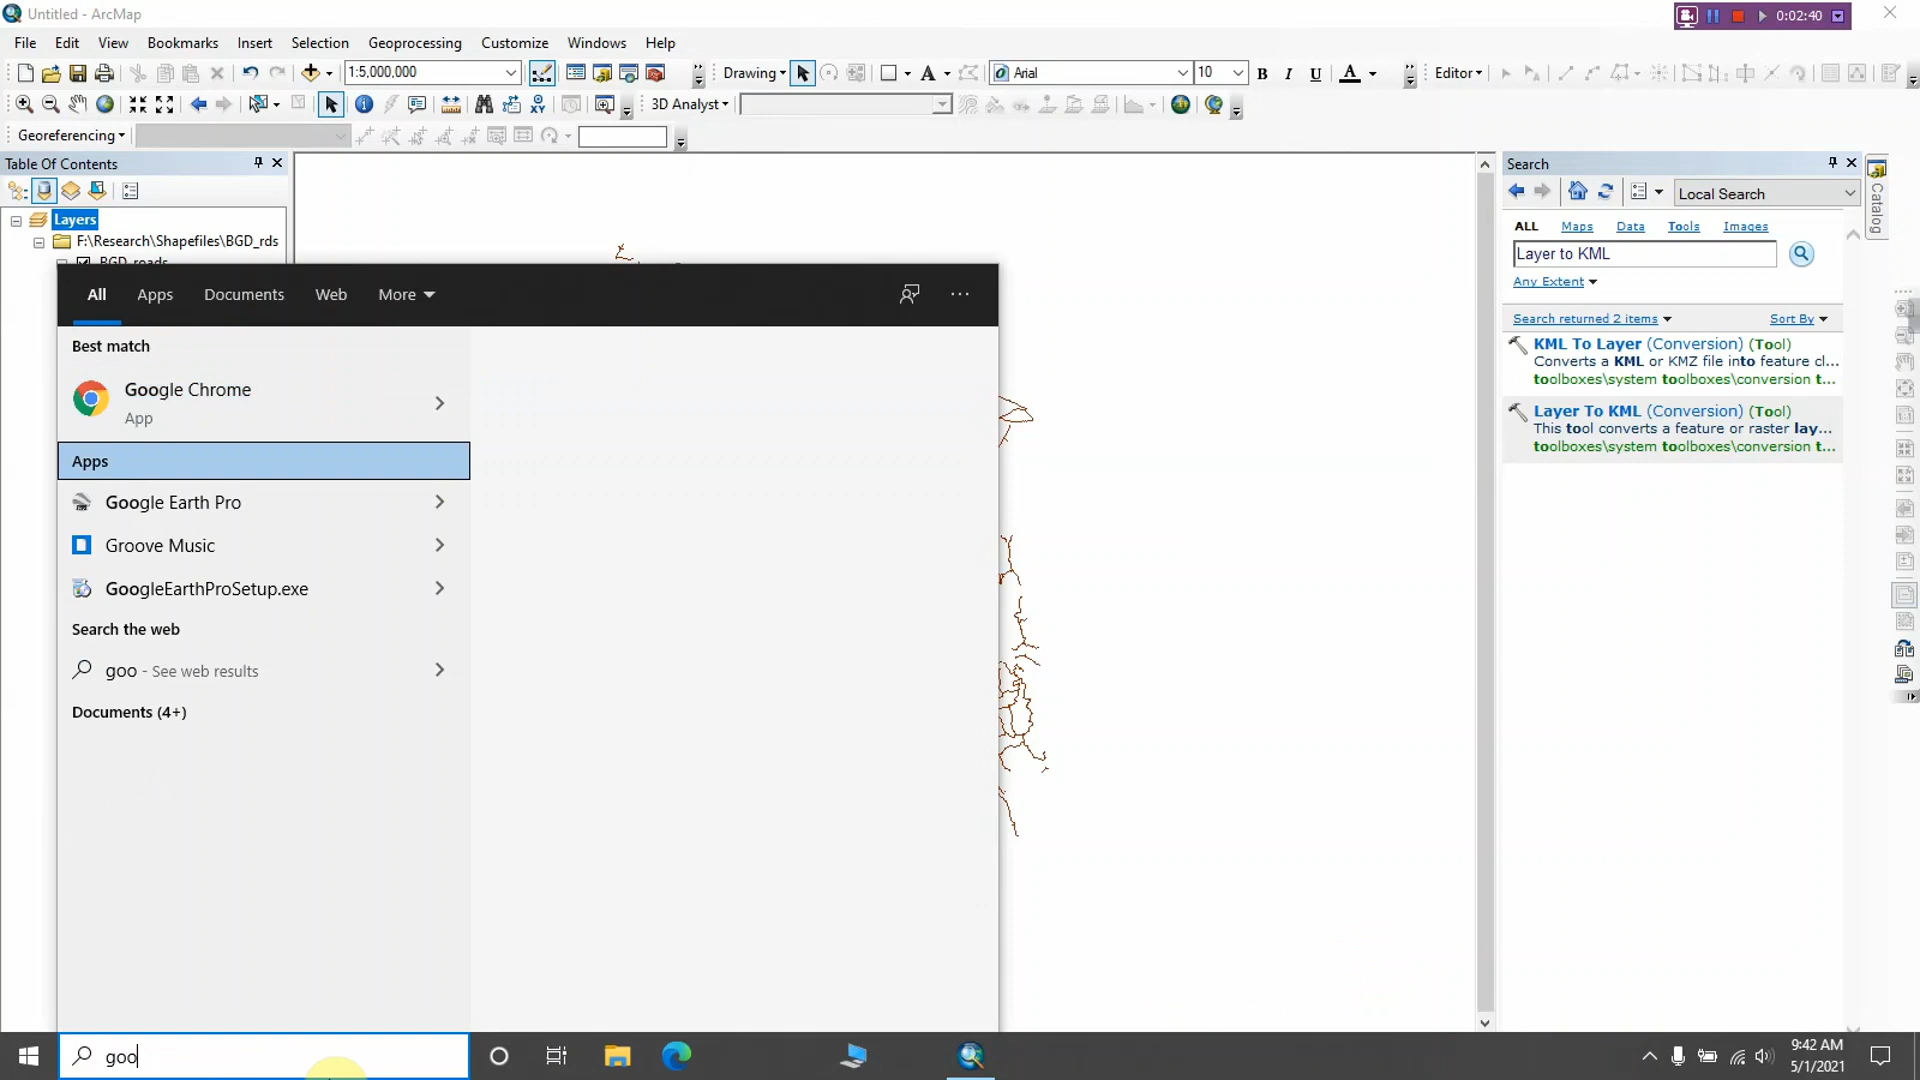 Untitled - ArcMap
0:02:40
File Edit View Bookmarks Insert Selection Geoprocessing Customize Windows Help
1:5,000,000
Drawing
A
Arial
10
B I U A
Editor
3D Analyst
Georeferencing
Table Of Contents
Layers
F:\Research\Shapefiles\BGD_rds
BGD_roads
All Apps Documents Web More
Best match
Google Chrome
App
Apps
Google Earth Pro
Groove Music
GoogleEarthProSetup.exe
Search the web
goo - See web results
Documents (4+)
Search
Local Search
ALL Maps Data Tools Images
Layer to KML
Any Extent
Search returned 2 items
Sort By
KML To Layer (Conversion) (Tool)
Converts a KML or KMZ file into feature cl...
toolboxes\system toolboxes\conversion t...
Layer To KML (Conversion) (Tool)
This tool converts a feature or raster lay...
toolboxes\system toolboxes\conversion t...
Catalog
goo
9:42 AM
5/1/2021